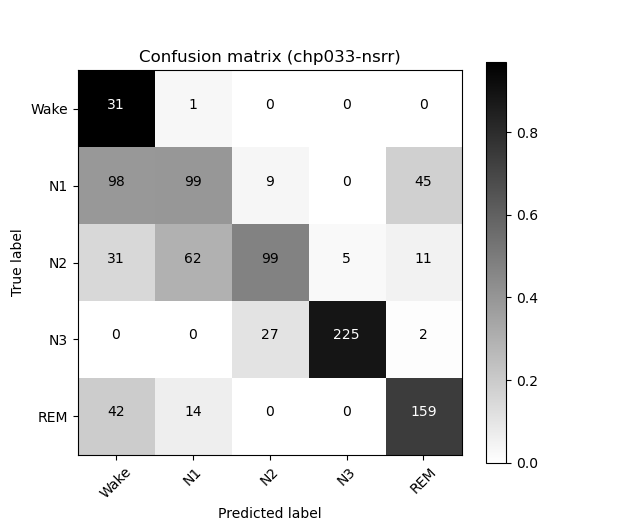 Confusion matrix (chp033-nsrr)
True label
Wake 31 1 0 0 0
N1 98 99 9 0 45
N2 31 62 99 5 11
N3 0 0 27 225 2
REM 42 14 0 0 159
Wake N1 N2 N3 REM
Predicted label
0.8
0.6
0.4
0.2
0.0